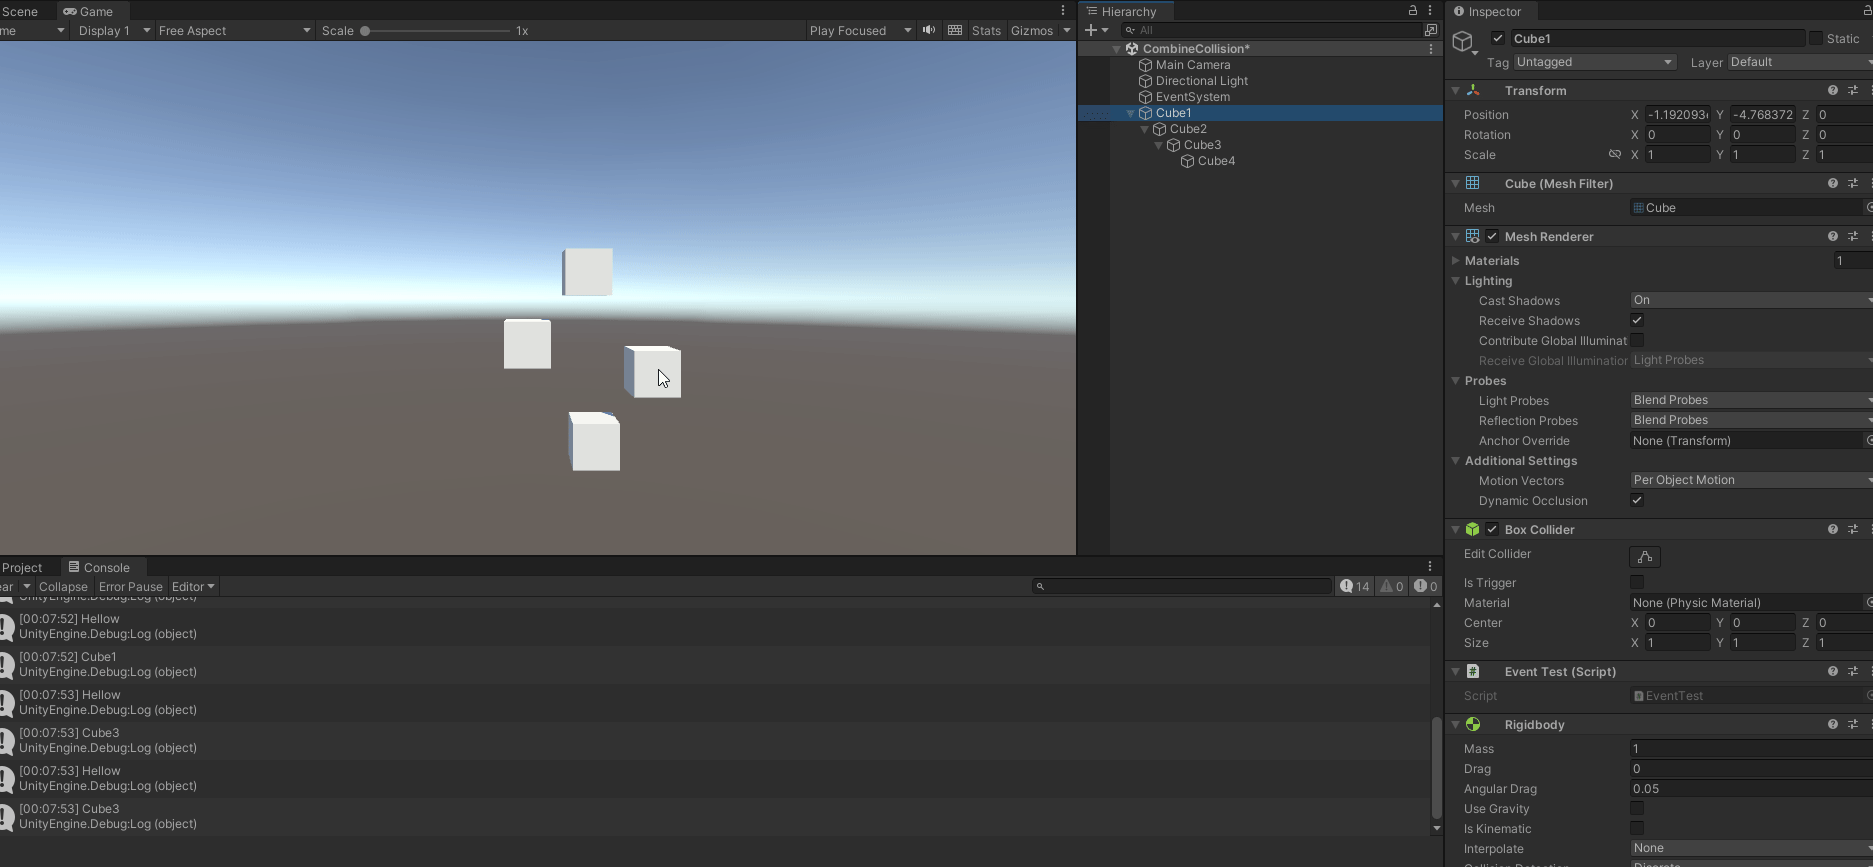 Scene Game
me Display 1 Free Aspect Scale 1x Play Focused Stats Gizmos
Hierarchy
All
CombineCollision*
Main Camera
Directional Light
EventSystem
Cube1
Cube2
Cube3
Cube4
Project Console
ear Collapse Error Pause Editor 14 0 0
UnityEngine.Debug:Log (object)
[00:07:52] Hellow
UnityEngine.Debug:Log (object)
[00:07:52] Cube1
UnityEngine.Debug:Log (object)
[00:07:53] Hellow
UnityEngine.Debug:Log (object)
[00:07:53] Cube3
UnityEngine.Debug:Log (object)
[00:07:53] Hellow
UnityEngine.Debug:Log (object)
[00:07:53] Cube3
UnityEngine.Debug:Log (object)
Inspector
Cube1 Static
Tag Untagged Layer Default
Transform
Position X -1.192093 Y -4.768372 Z 0
Rotation X 0 Y 0 Z 0
Scale X 1 Y 1 Z 1
Cube (Mesh Filter)
Mesh Cube
Mesh Renderer
Materials 1
Lighting
Cast Shadows On
Receive Shadows
Contribute Global Illuminat
Receive Global Illumination Light Probes
Probes
Light Probes Blend Probes
Reflection Probes Blend Probes
Anchor Override None (Transform)
Additional Settings
Motion Vectors Per Object Motion
Dynamic Occlusion
Box Collider
Edit Collider
Is Trigger
Material None (Physic Material)
Center X 0 Y 0 Z 0
Size X 1 Y 1 Z 1
Event Test (Script)
Script EventTest
Rigidbody
Mass 1
Drag 0
Angular Drag 0.05
Use Gravity
Is Kinematic
Interpolate None